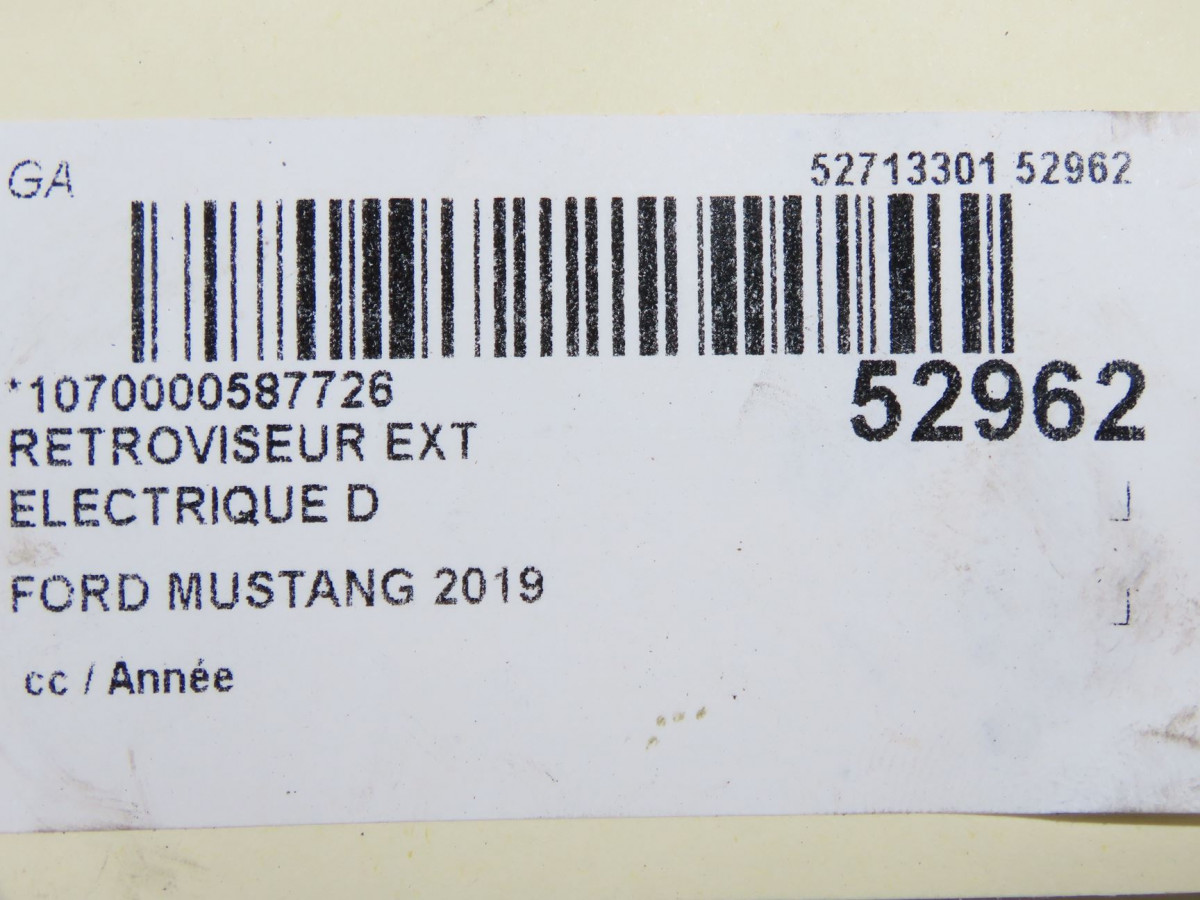 GA
52713301 52962
*1070000587726
52962
RETROVISEUR EXT
ELECTRIQUE D
FORD MUSTANG 2019
cc / Année